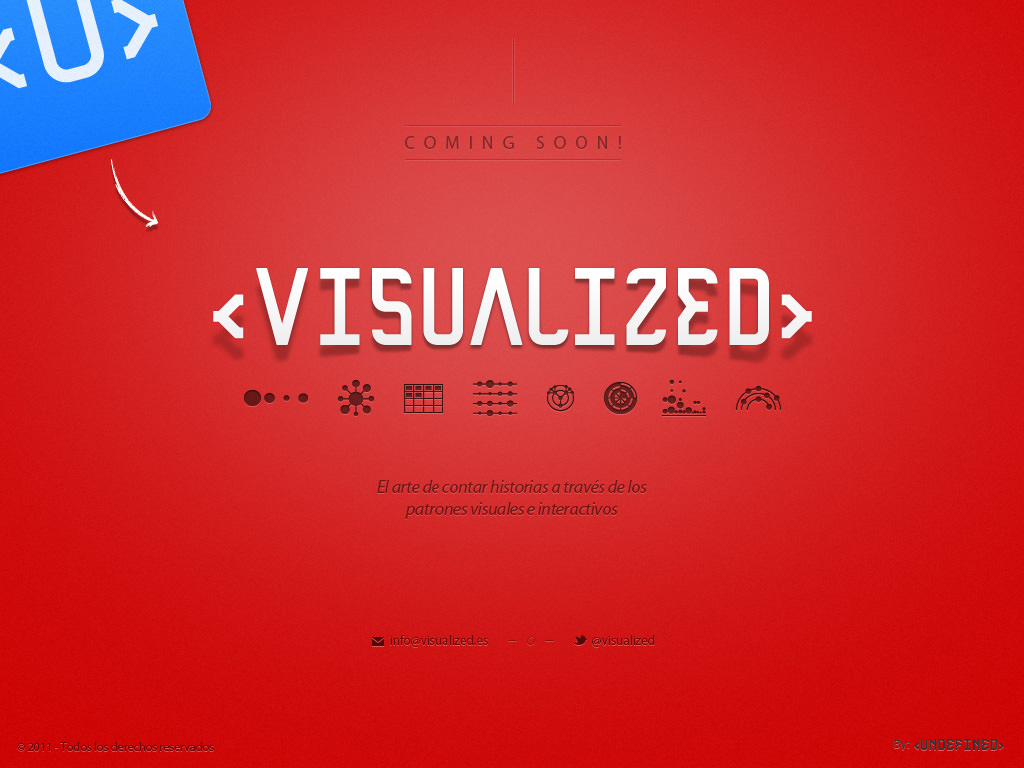 <U>
COMING SOON!
<VISUALIZED>
El arte de contar historias a través de los
patrones visuales e interactivos
info@visualized.es
@visualized
© 2011 - Todos los derechos reservados
By: <UNDEFINED>